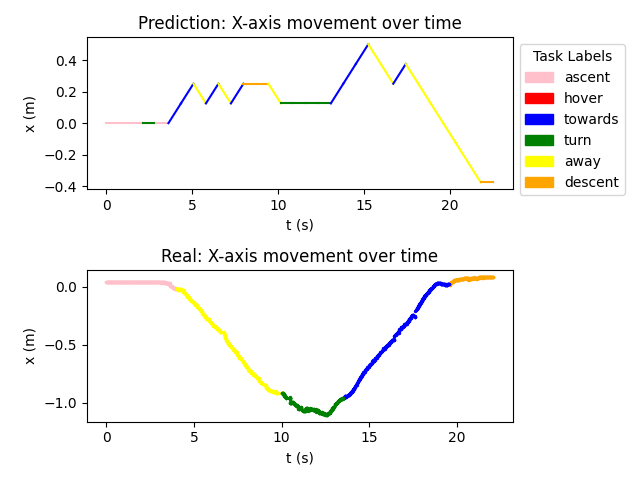 Prediction: X-axis movement over time
x (m)
0.4
0.2
0.0
−0.2
−0.4
0
5
10
15
20
t (s)
Task Labels
ascent
hover
towards
turn
away
descent
Real: X-axis movement over time
x (m)
0.0
−0.5
−1.0
0
5
10
15
20
t (s)